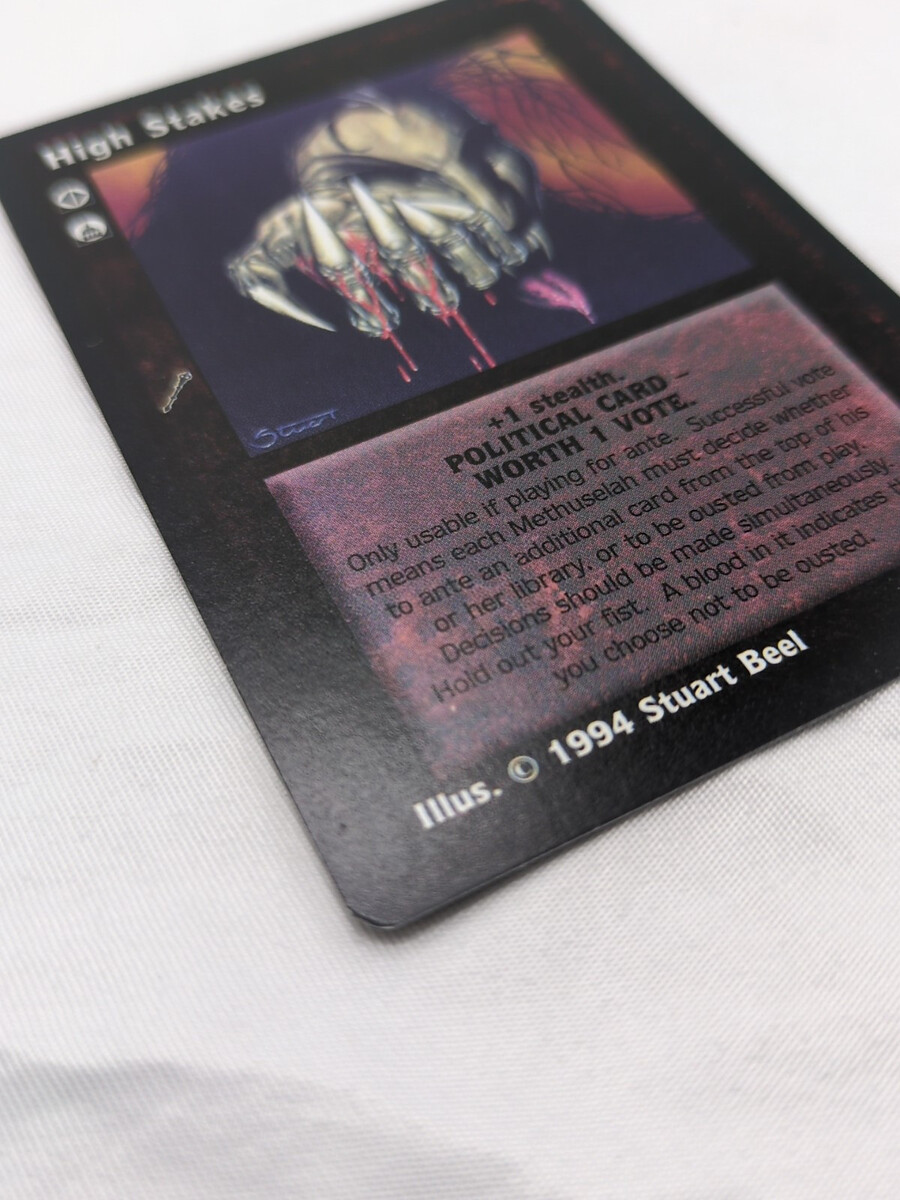 High Stakes
Stuart
+1 stealth.
POLITICAL CARD –
WORTH 1 VOTE.
Only usable if playing for ante. Successful vote
means each Methuselah must decide whether
to ante an additional card from the top of his
or her library, or to be ousted from play.
Decisions should be made simultaneously.
Hold out your fist. A blood in it indicates
you choose not to be ousted.
Illus. © 1994 Stuart Beel